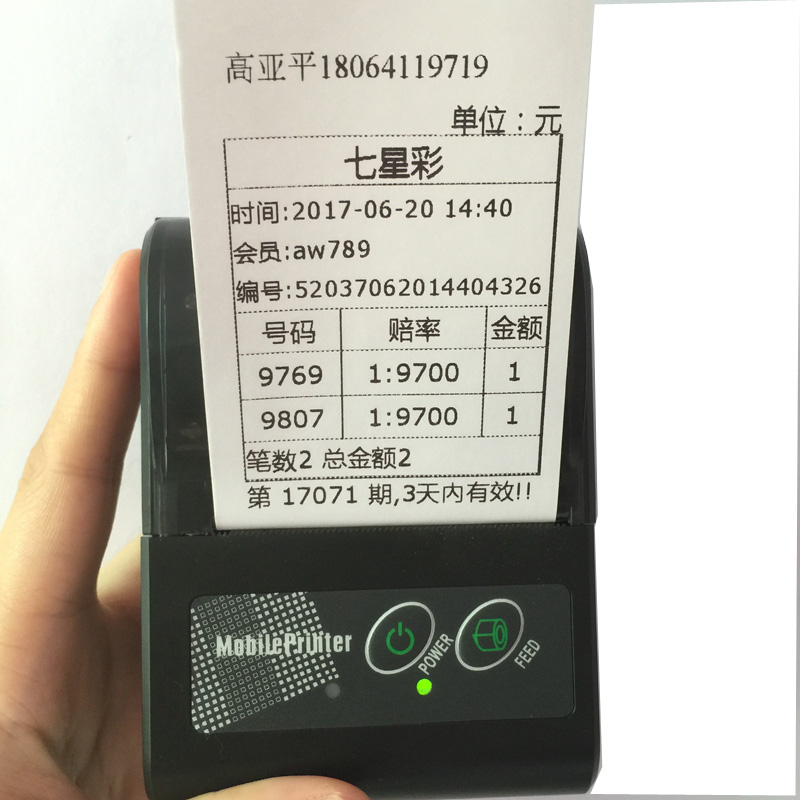 高亚平18064119719
单位：元
七星彩
时间:2017-06-20 14:40
会员:aw789
编号:52037062014404326
号码 赔率 金额
9769 1:9700 1
9807 1:9700 1
笔数2 总金额2
第 17071 期,3天内有效!!
MobilePrinter
POWER
FEED